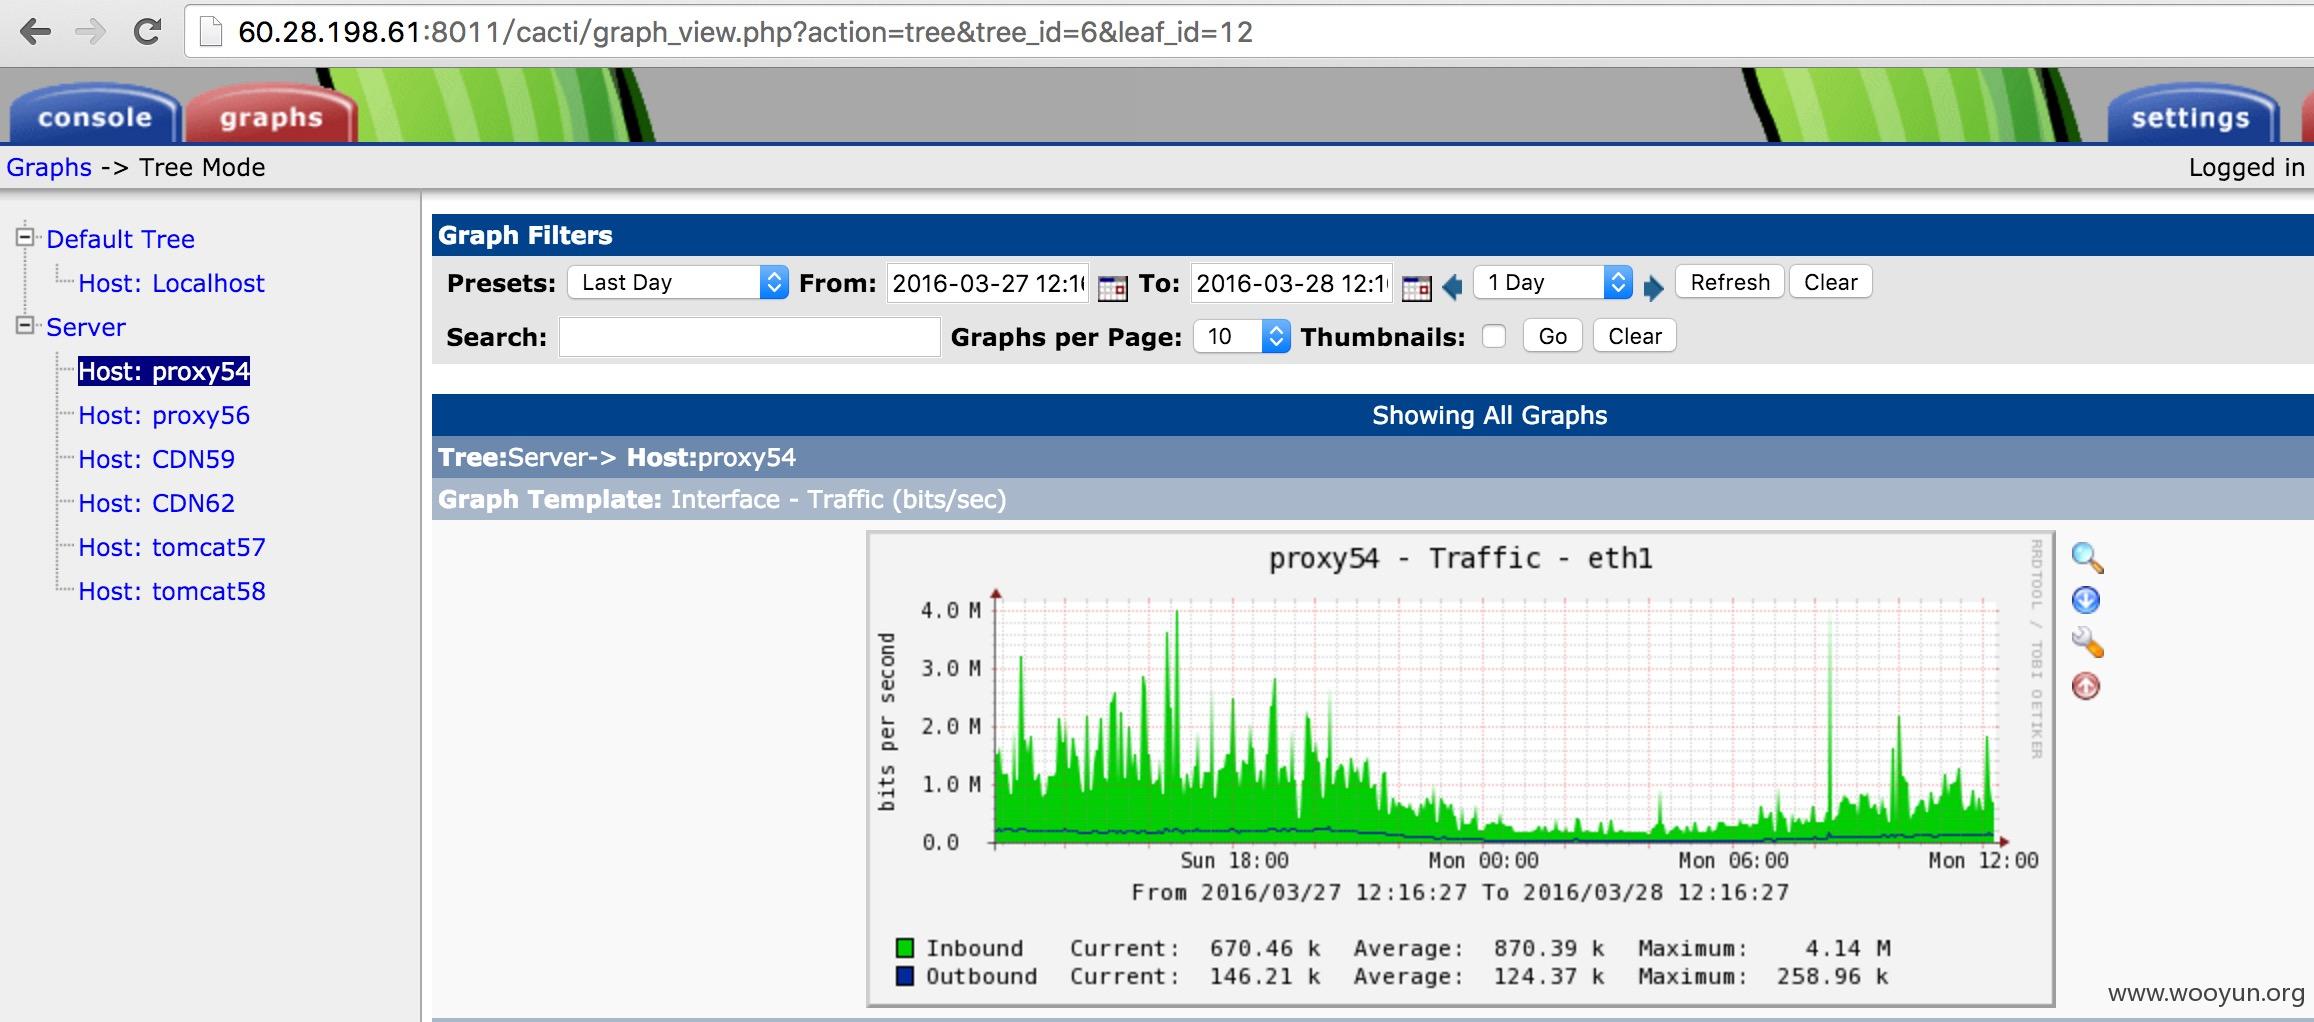 60.28.198.61:8011/cacti/graph_view.php?action=tree&tree_id=6&leaf_id=12
console graphs settings
Graphs -> Tree Mode Logged in
Default Tree
Host: Localhost
Server
Host: proxy54
Host: proxy56
Host: CDN59
Host: CDN62
Host: tomcat57
Host: tomcat58
Graph Filters
Presets: Last Day From: 2016-03-27 12:16 To: 2016-03-28 12:1 1 Day Refresh Clear
Search: Graphs per Page: 10 Thumbnails: Go Clear
Showing All Graphs
Tree:Server-> Host:proxy54
Graph Template: Interface - Traffic (bits/sec)
proxy54 - Traffic - eth1
RRDTOOL / TOBI OETIKER
bits per second
4.0 M
3.0 M
2.0 M
1.0 M
0.0
Sun 18:00 Mon 00:00 Mon 06:00 Mon 12:00
From 2016/03/27 12:16:27 To 2016/03/28 12:16:27
Inbound Current: 670.46 k Average: 870.39 k Maximum: 4.14 M
Outbound Current: 146.21 k Average: 124.37 k Maximum: 258.96 k
www.wooyun.org